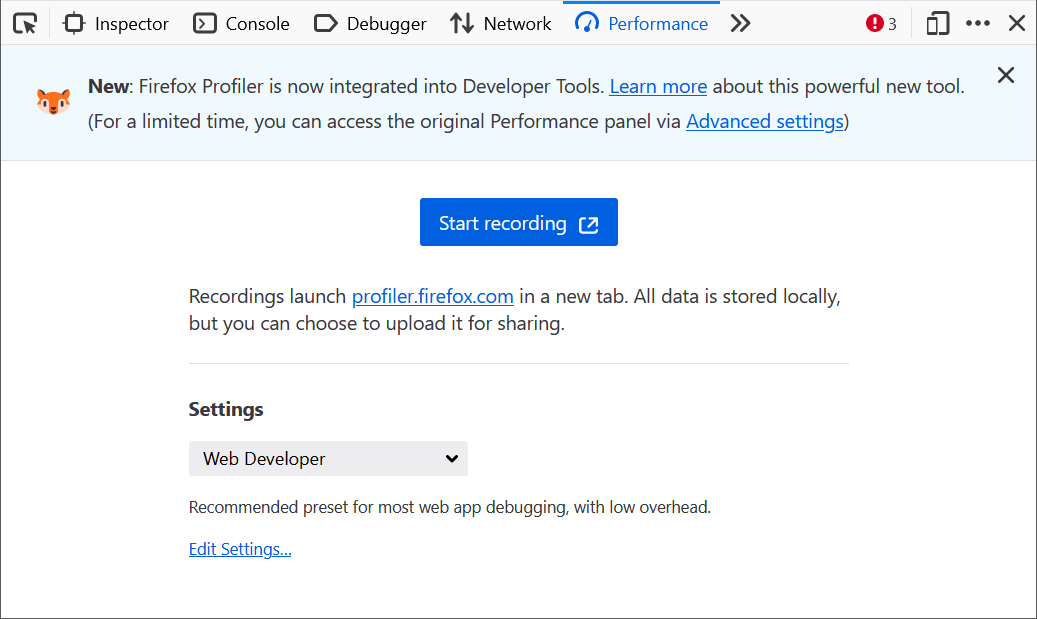 Inspector Console Debugger Network Performance 3
New: Firefox Profiler is now integrated into Developer Tools. Learn more about this powerful new tool.
(For a limited time, you can access the original Performance panel via Advanced settings)
Start recording
Recordings launch profiler.firefox.com in a new tab. All data is stored locally,
but you can choose to upload it for sharing.
Settings
Web Developer
Recommended preset for most web app debugging, with low overhead.
Edit Settings...